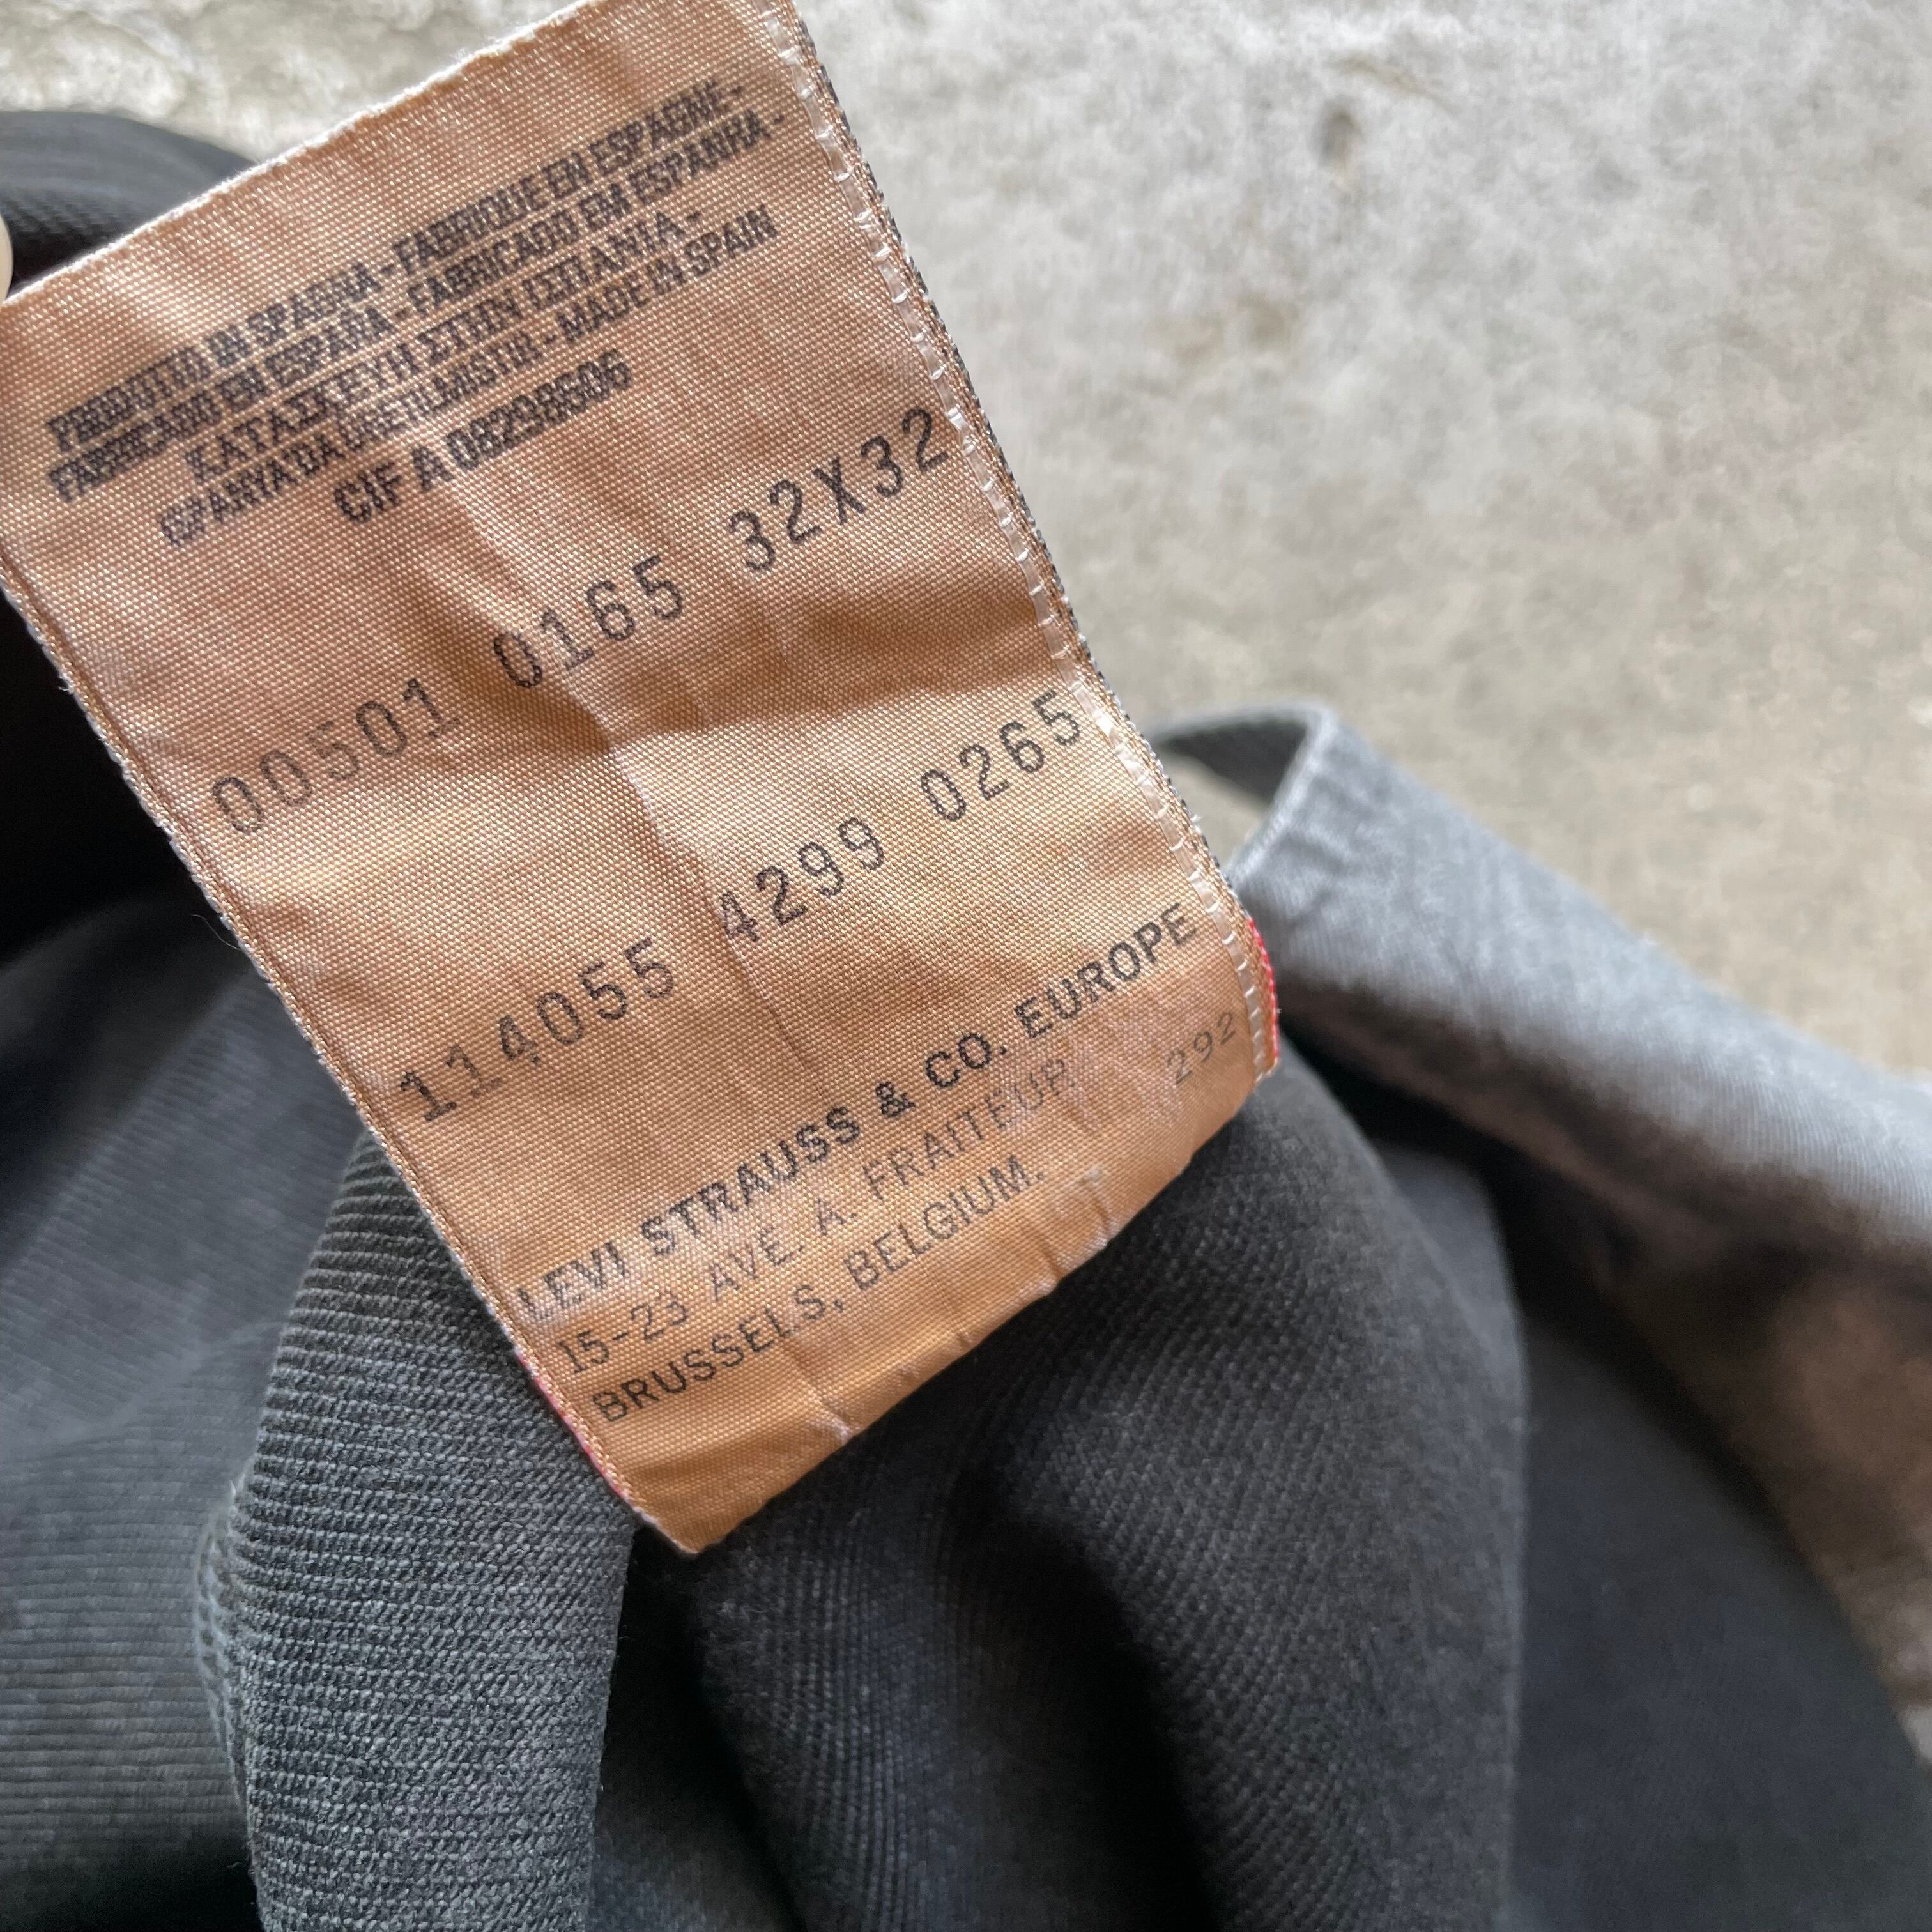 PRODOTTO IN SPAGNA - FABRIQUE EN ESPAGNE -
FABRICADO EN ESPAÑA - FABRICADO EM ESPANHA -
ΚΑΤΑΣΚΕΥΗ ΣΤΗΝ ΙΣΠΑΝΙΑ -
ISPANYA'DA ÜRETILMISTIR - MADE IN SPAIN
CIF A 08298606
00501 0165 32X32
114055 4299 0265
LEVI STRAUSS & CO. EUROPE
15-23 AVE. A. FRAITEUR 292
BRUSSELS, BELGIUM.